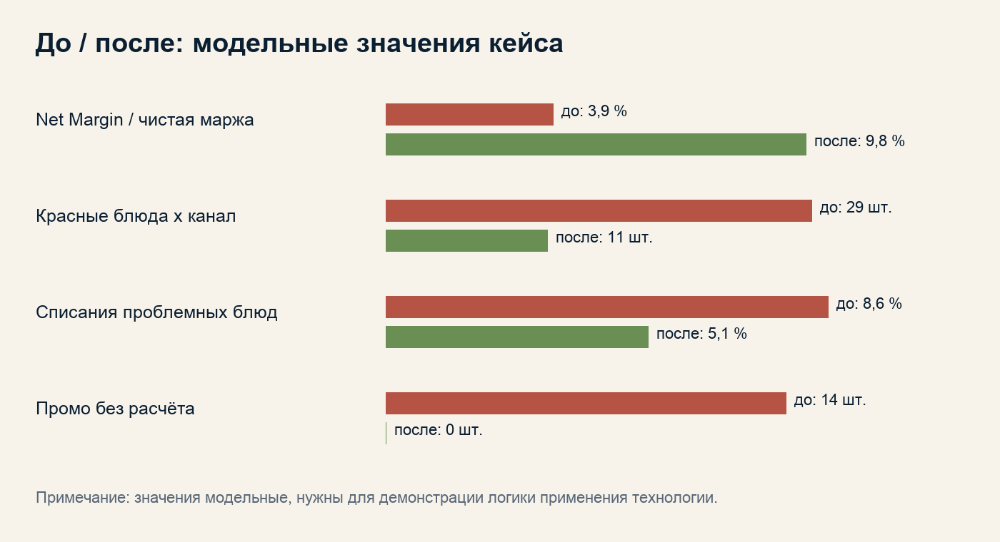 До / после: модельные значения кейса
Net Margin / чистая маржа
до: 3,9 %
после: 9,8 %
Красные блюда x канал
до: 29 шт.
после: 11 шт.
Списания проблемных блюд
до: 8,6 %
после: 5,1 %
Промо без расчёта
до: 14 шт.
после: 0 шт.
Примечание: значения модельные, нужны для демонстрации логики применения технологии.